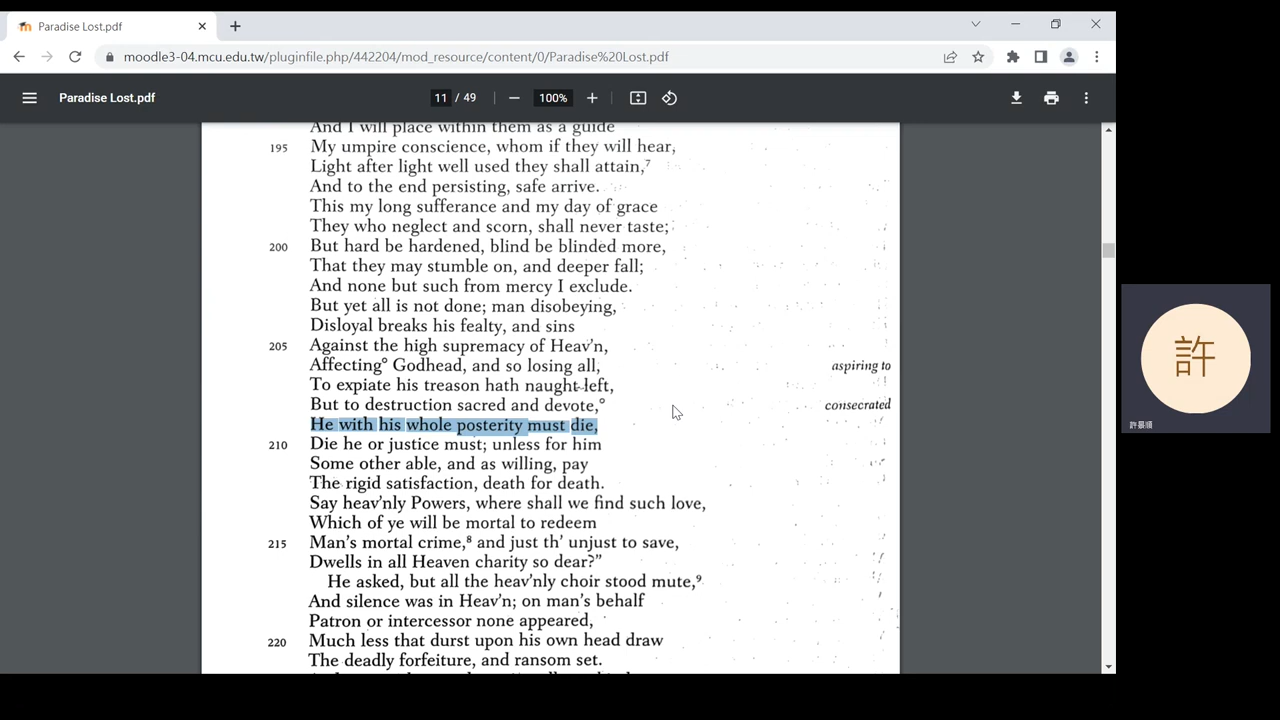 Paradise Lost.pdf
moodle3-04.mcu.edu.tw/pluginfile.php/442204/mod_resource/content/0/Paradise%20Lost.pdf
Paradise Lost.pdf 11 / 49 100%
And I will place within them as a guide
195 My umpire conscience, whom if they will hear,
Light after light well used they shall attain,⁷
And to the end persisting, safe arrive.
This my long sufferance and my day of grace
They who neglect and scorn, shall never taste;
200 But hard be hardened, blind be blinded more,
That they may stumble on, and deeper fall;
And none but such from mercy I exclude.
But yet all is not done; man disobeying,
Disloyal breaks his fealty, and sins
205 Against the high supremacy of Heav'n,
Affecting° Godhead, and so losing all, aspiring to
To expiate his treason hath naught left,
But to destruction sacred and devote,° consecrated
He with his whole posterity must die,
210 Die he or justice must; unless for him
Some other able, and as willing, pay
The rigid satisfaction, death for death.
Say heav'nly Powers, where shall we find such love,
Which of ye will be mortal to redeem
215 Man's mortal crime,⁸ and just th' unjust to save,
Dwells in all Heaven charity so dear?"
He asked, but all the heav'nly choir stood mute,⁹
And silence was in Heav'n; on man's behalf
Patron or intercessor none appeared,
220 Much less that durst upon his own head draw
The deadly forfeiture, and ransom set.
許
許景順